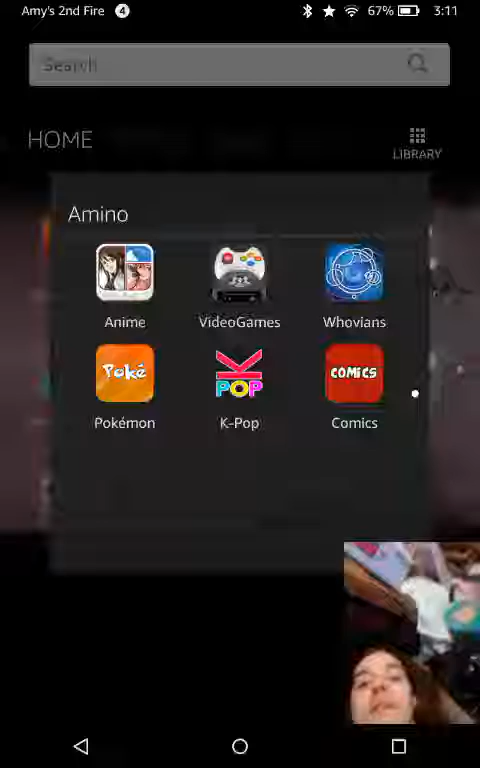 Amy's 2nd Fire 4 67% 3:11
Search
HOME
LIBRARY
Amino
Anime VideoGames Whovians
Poké K POP COMICS
Pokémon K-Pop Comics